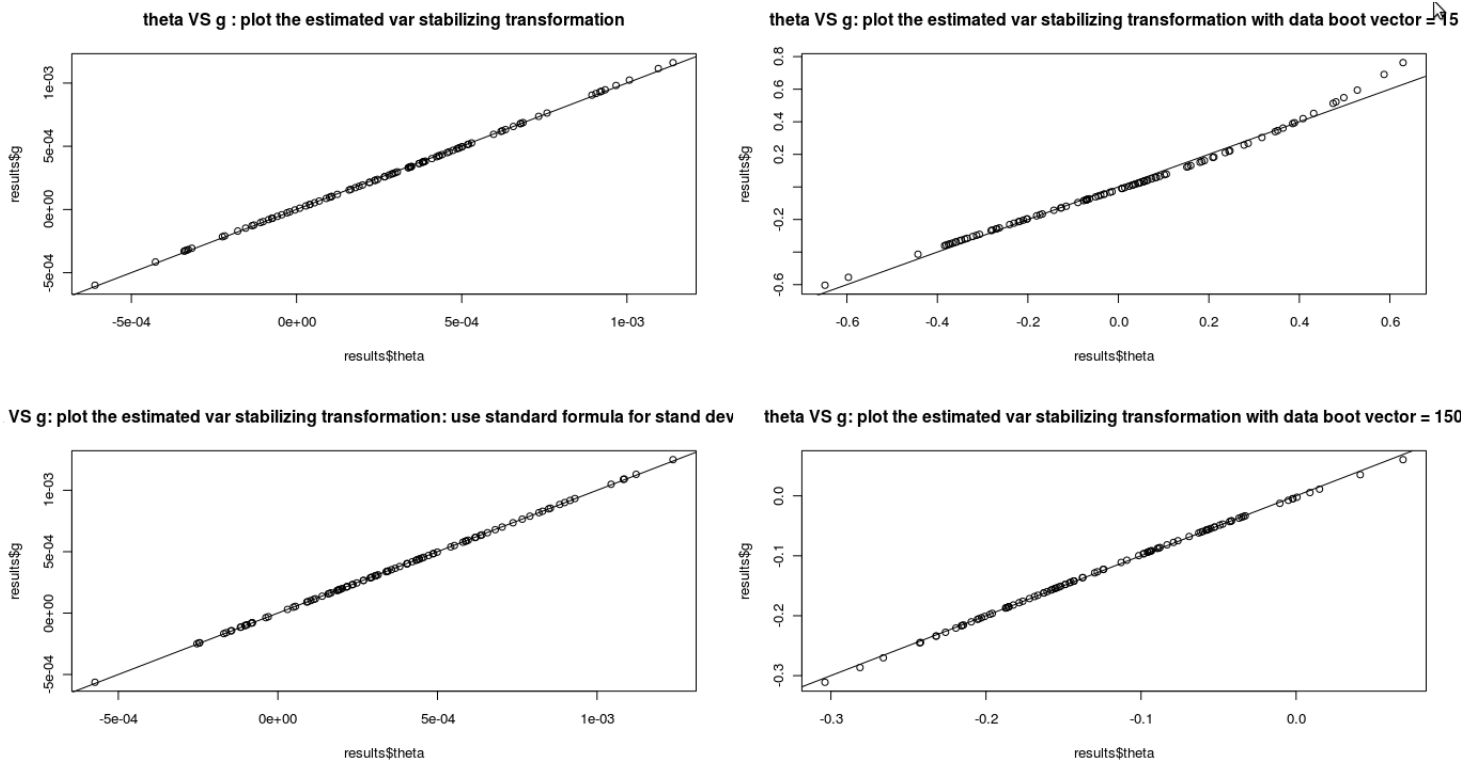 theta VS g : plot the estimated var stabilizing transformation
1e-03
5e-04
0e+00
-5e-04
results$g
-5e-04 0e+00 5e-04 1e-03
results$theta
theta VS g: plot the estimated var stabilizing transformation with data boot vector = 15
0.8
0.6
0.4
0.2
-0.2
-0.6
results$g
-0.6 -0.4 -0.2 0.0 0.2 0.4 0.6
results$theta
VS g: plot the estimated var stabilizing transformation: use standard formula for stand dev
1e-03
5e-04
0e+00
-5e-04
results$g
-5e-04 0e+00 5e-04 1e-03
results$theta
theta VS g: plot the estimated var stabilizing transformation with data boot vector = 150
0.0
-0.1
-0.2
-0.3
results$g
-0.3 -0.2 -0.1 0.0
results$theta